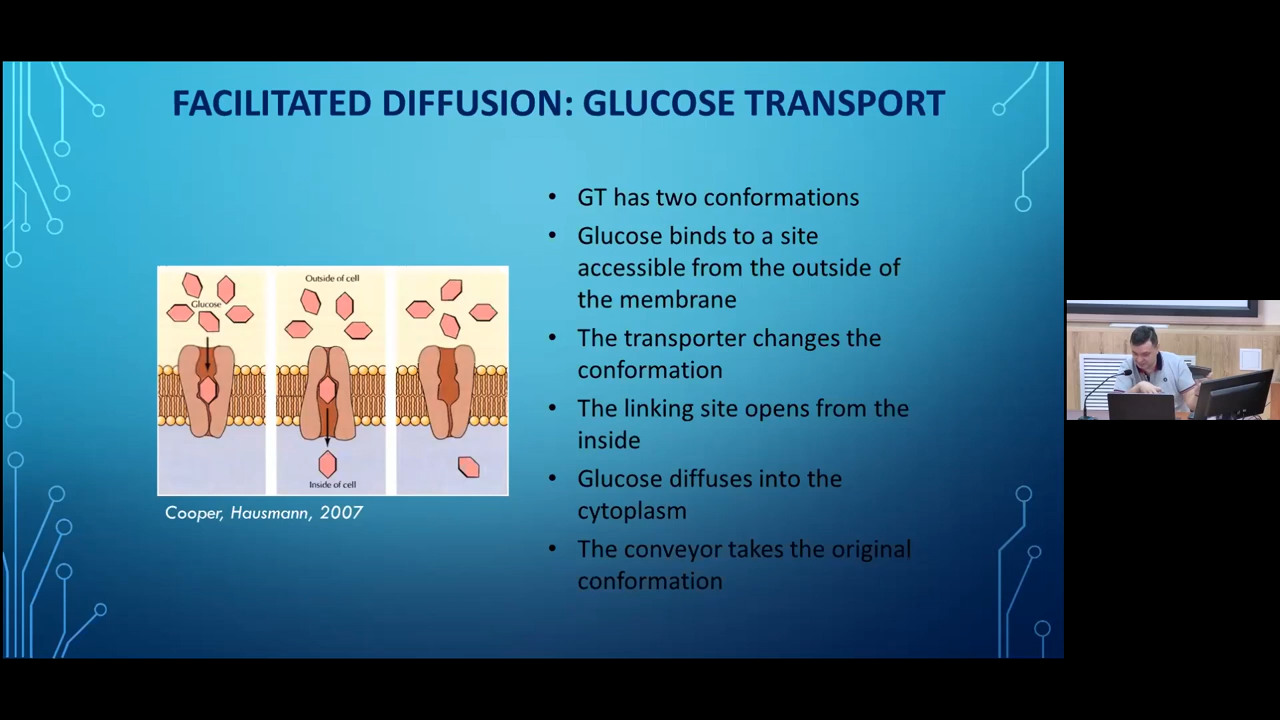 FACILITATED DIFFUSION: GLUCOSE TRANSPORT
Glucose
Outside of cell
Inside of cell
Cooper, Hausmann, 2007
• GT has two conformations
• Glucose binds to a site
accessible from the outside of
the membrane
• The transporter changes the
conformation
• The linking site opens from the
inside
• Glucose diffuses into the
cytoplasm
• The conveyor takes the original
conformation